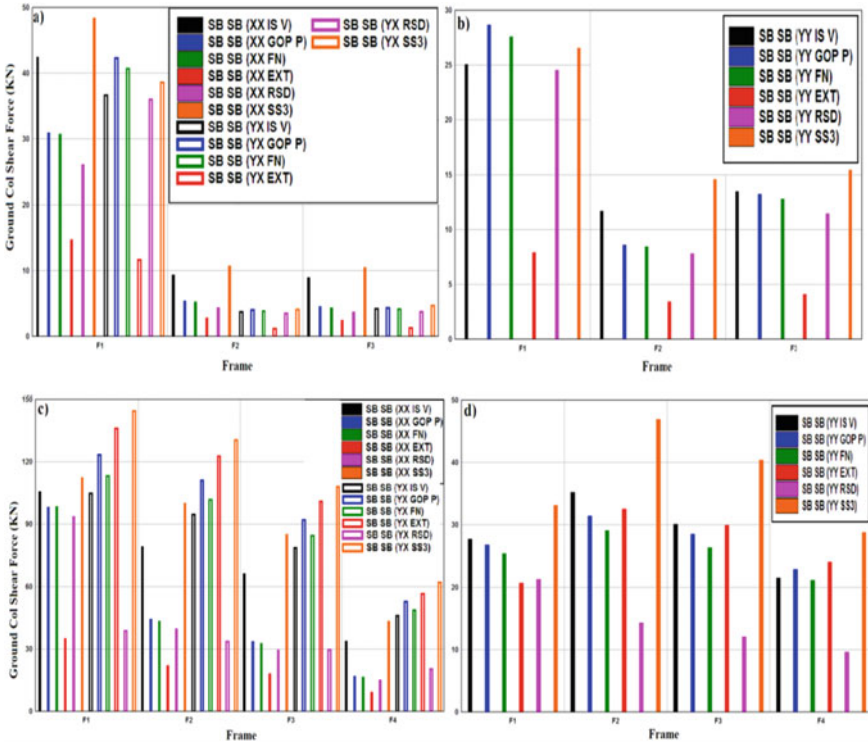 a)
Ground Col Shear Force (KN)
50
40
30
20
10
0
F1
F2
F3
Frame
SB SB (XX IS V)
SB SB (XX GOP P)
SB SB (XX FN)
SB SB (XX EXT)
SB SB (XX RSD)
SB SB (XX SS3)
SB SB (YX IS V)
SB SB (YX GOP P)
SB SB (YX FN)
SB SB (YX EXT)
SB SB (YX RSD)
SB SB (YX SS3)
b)
30
25
20
15
10
5
0
F1
F2
F3
Frame
SB SB (YY IS V)
SB SB (YY GOP P)
SB SB (YY FN)
SB SB (YY EXT)
SB SB (YY RSD)
SB SB (YY SS3)
c)
Ground Col Shear Force (KN)
150
120
90
60
30
0
F1
F2
F3
F4
Frame
SB SB (XX IS V)
SB SB (XX GOP P)
SB SB (XX FN)
SB SB (XX EXT)
SB SB (XX RSD)
SB SB (XX SS3)
SB SB (YX IS V)
SB SB (YX GOP P)
SB SB (YX FN)
SB SB (YX EXT)
SB SB (YX RSD)
SB SB (YX SS3)
d)
50
40
30
20
10
0
F1
F2
F3
F4
Frame
SB SB (YY IS V)
SB SB (YY GOP P)
SB SB (YY FN)
SB SB (YY EXT)
SB SB (YY RSD)
SB SB (YY SS3)